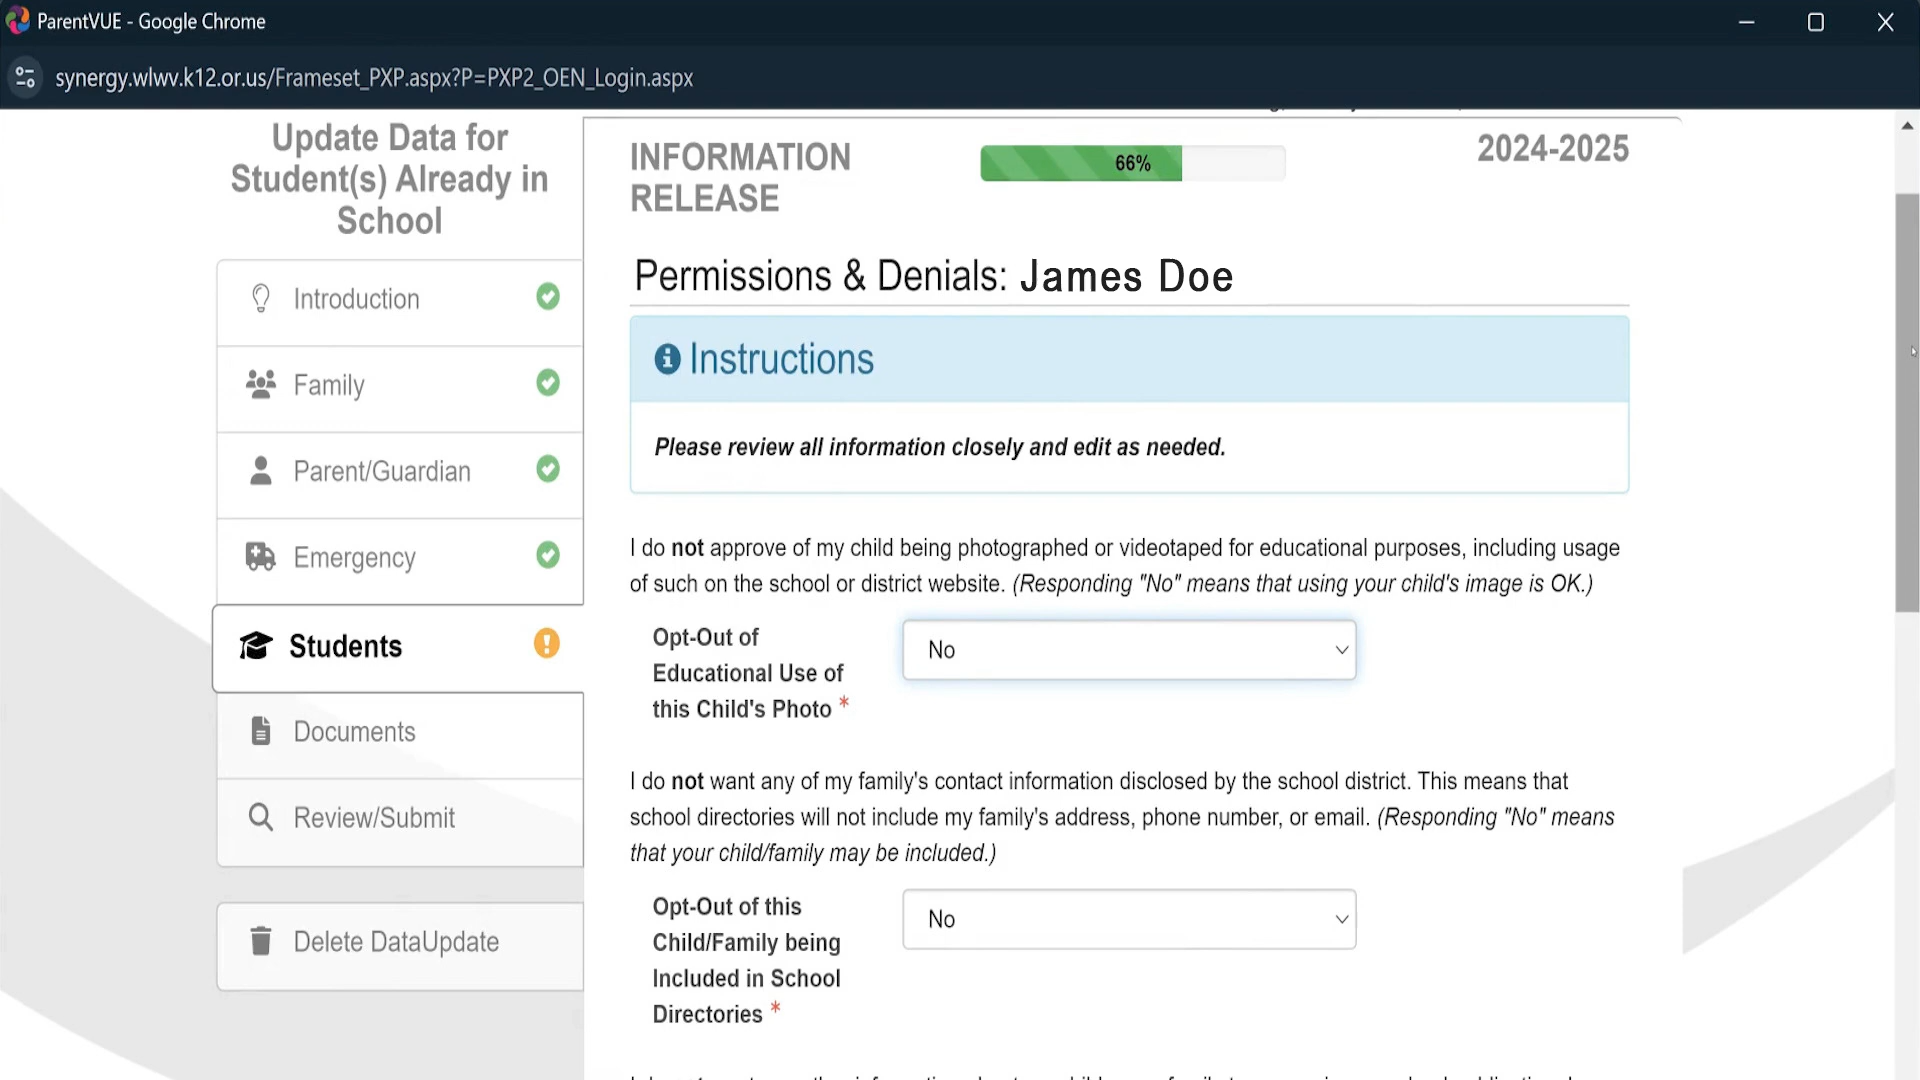 ParentVUE - Google Chrome
synergy.wlwv.k12.or.us/Frameset_PXP.aspx?P=PXP2_OEN_Login.aspx
Update Data for
Student(s) Already in
School
Introduction
Family
Parent/Guardian
Emergency
Students
Documents
Review/Submit
Delete DataUpdate
INFORMATION
RELEASE
66%
2024-2025
Permissions & Denials: James Doe
Instructions
Please review all information closely and edit as needed.
I do not approve of my child being photographed or videotaped for educational purposes, including usage
of such on the school or district website. (Responding "No" means that using your child's image is OK.)
Opt-Out of
Educational Use of
this Child's Photo *
No
I do not want any of my family's contact information disclosed by the school district. This means that
school directories will not include my family's address, phone number, or email. (Responding "No" means
that your child/family may be included.)
Opt-Out of this
Child/Family being
Included in School
Directories *
No